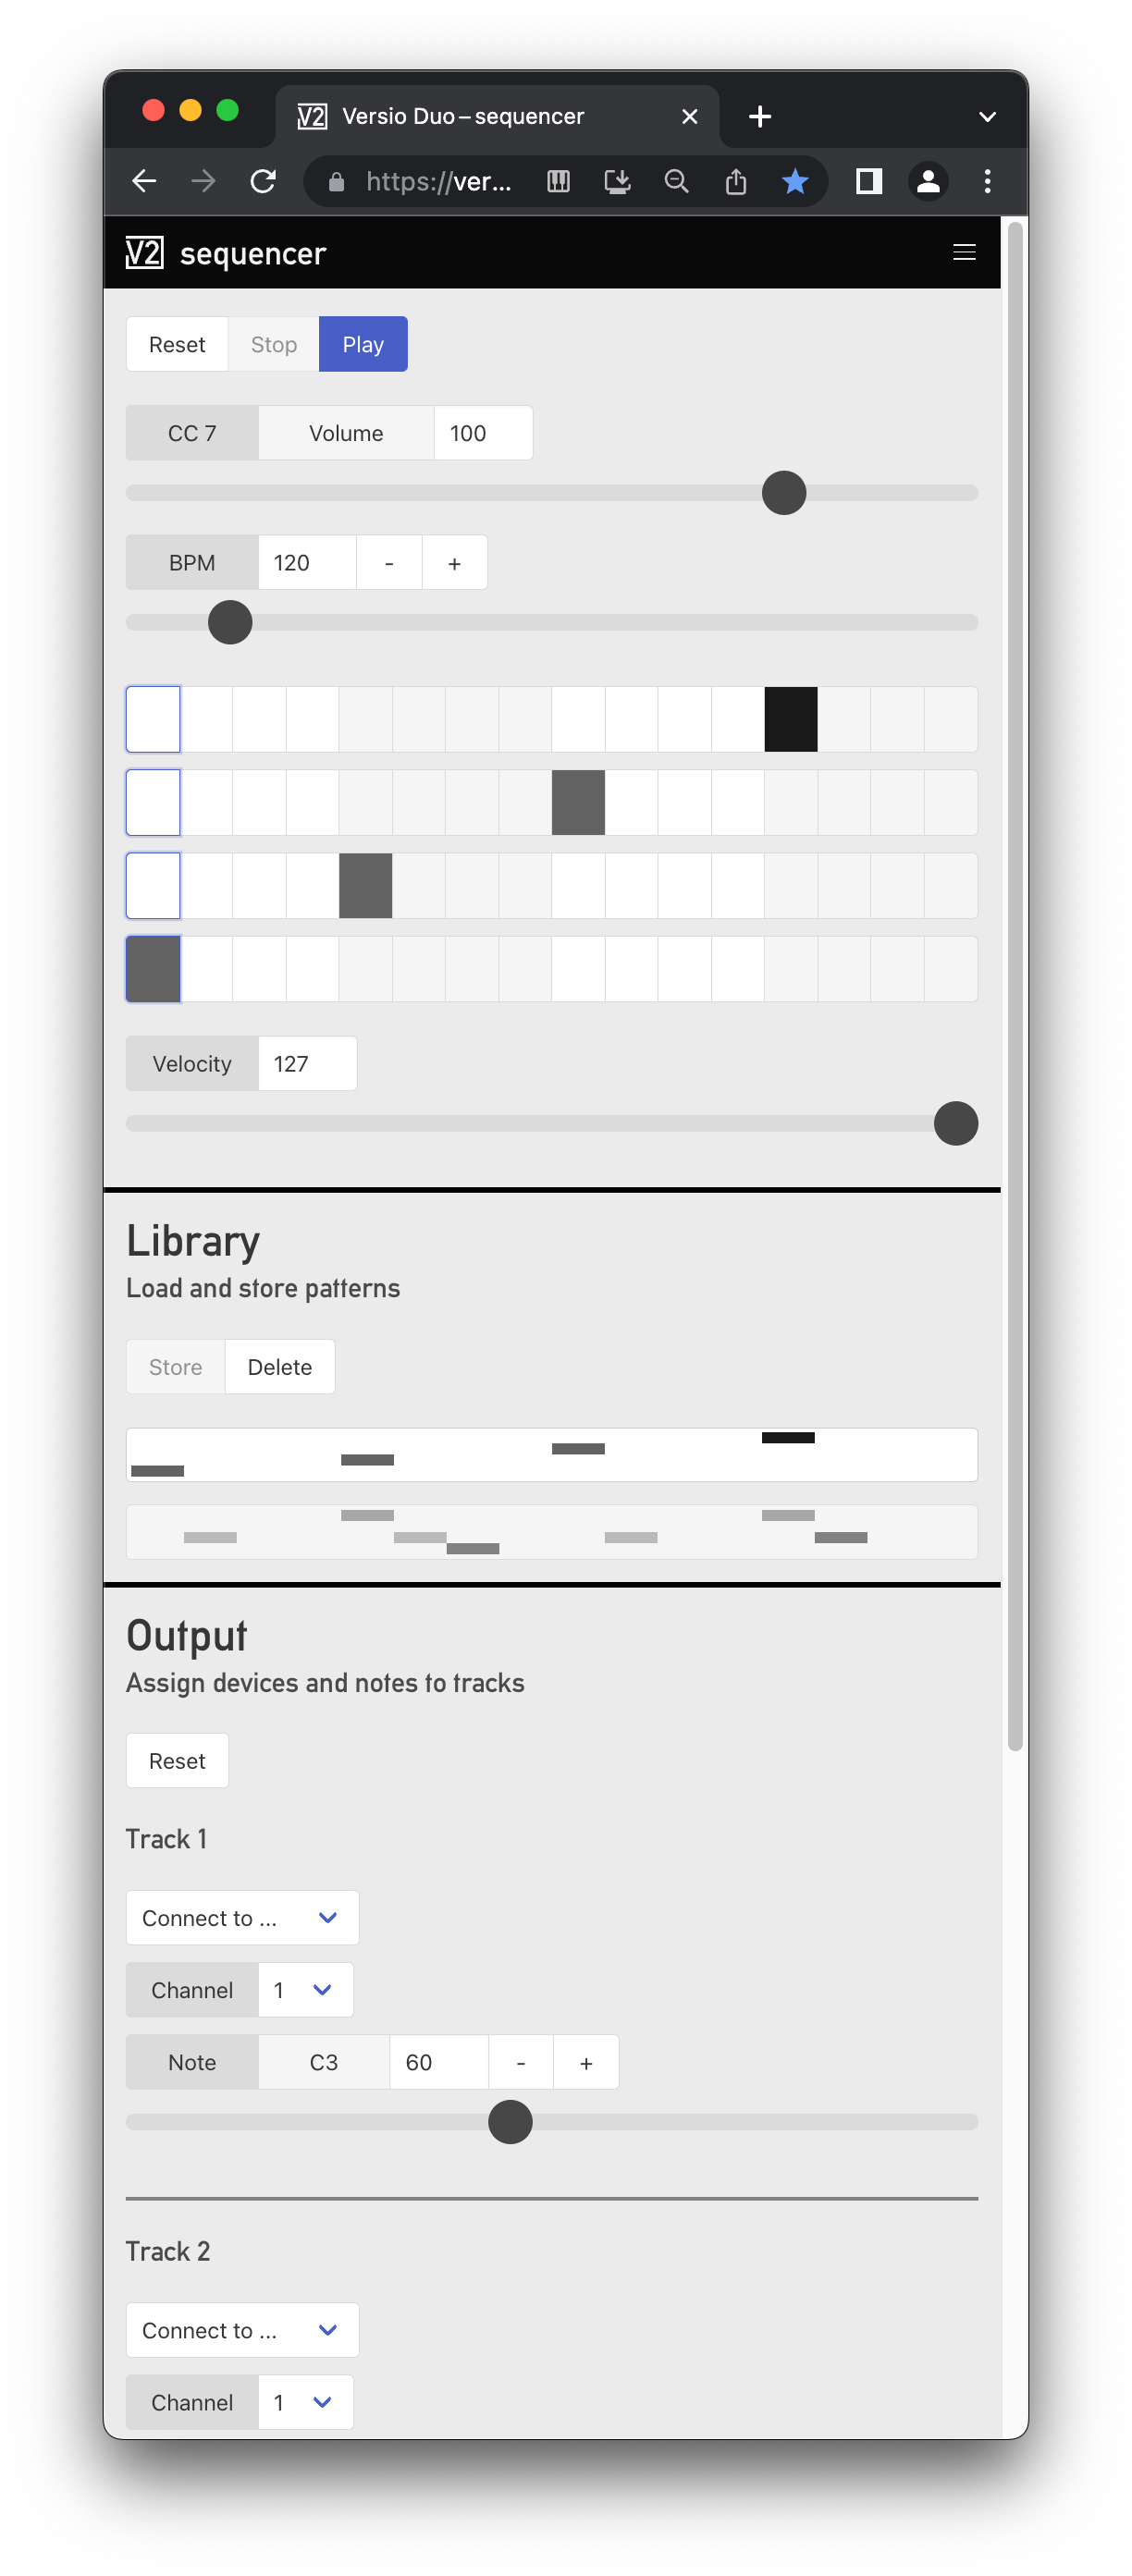 V2 Versio Duo – sequencer
https://ver...
V2 sequencer
Reset Stop Play
CC 7 Volume 100
BPM 120 - +
Velocity 127
Library
Load and store patterns
Store Delete
Output
Assign devices and notes to tracks
Reset
Track 1
Connect to ...
Channel 1
Note C3 60 - +
Track 2
Connect to ...
Channel 1